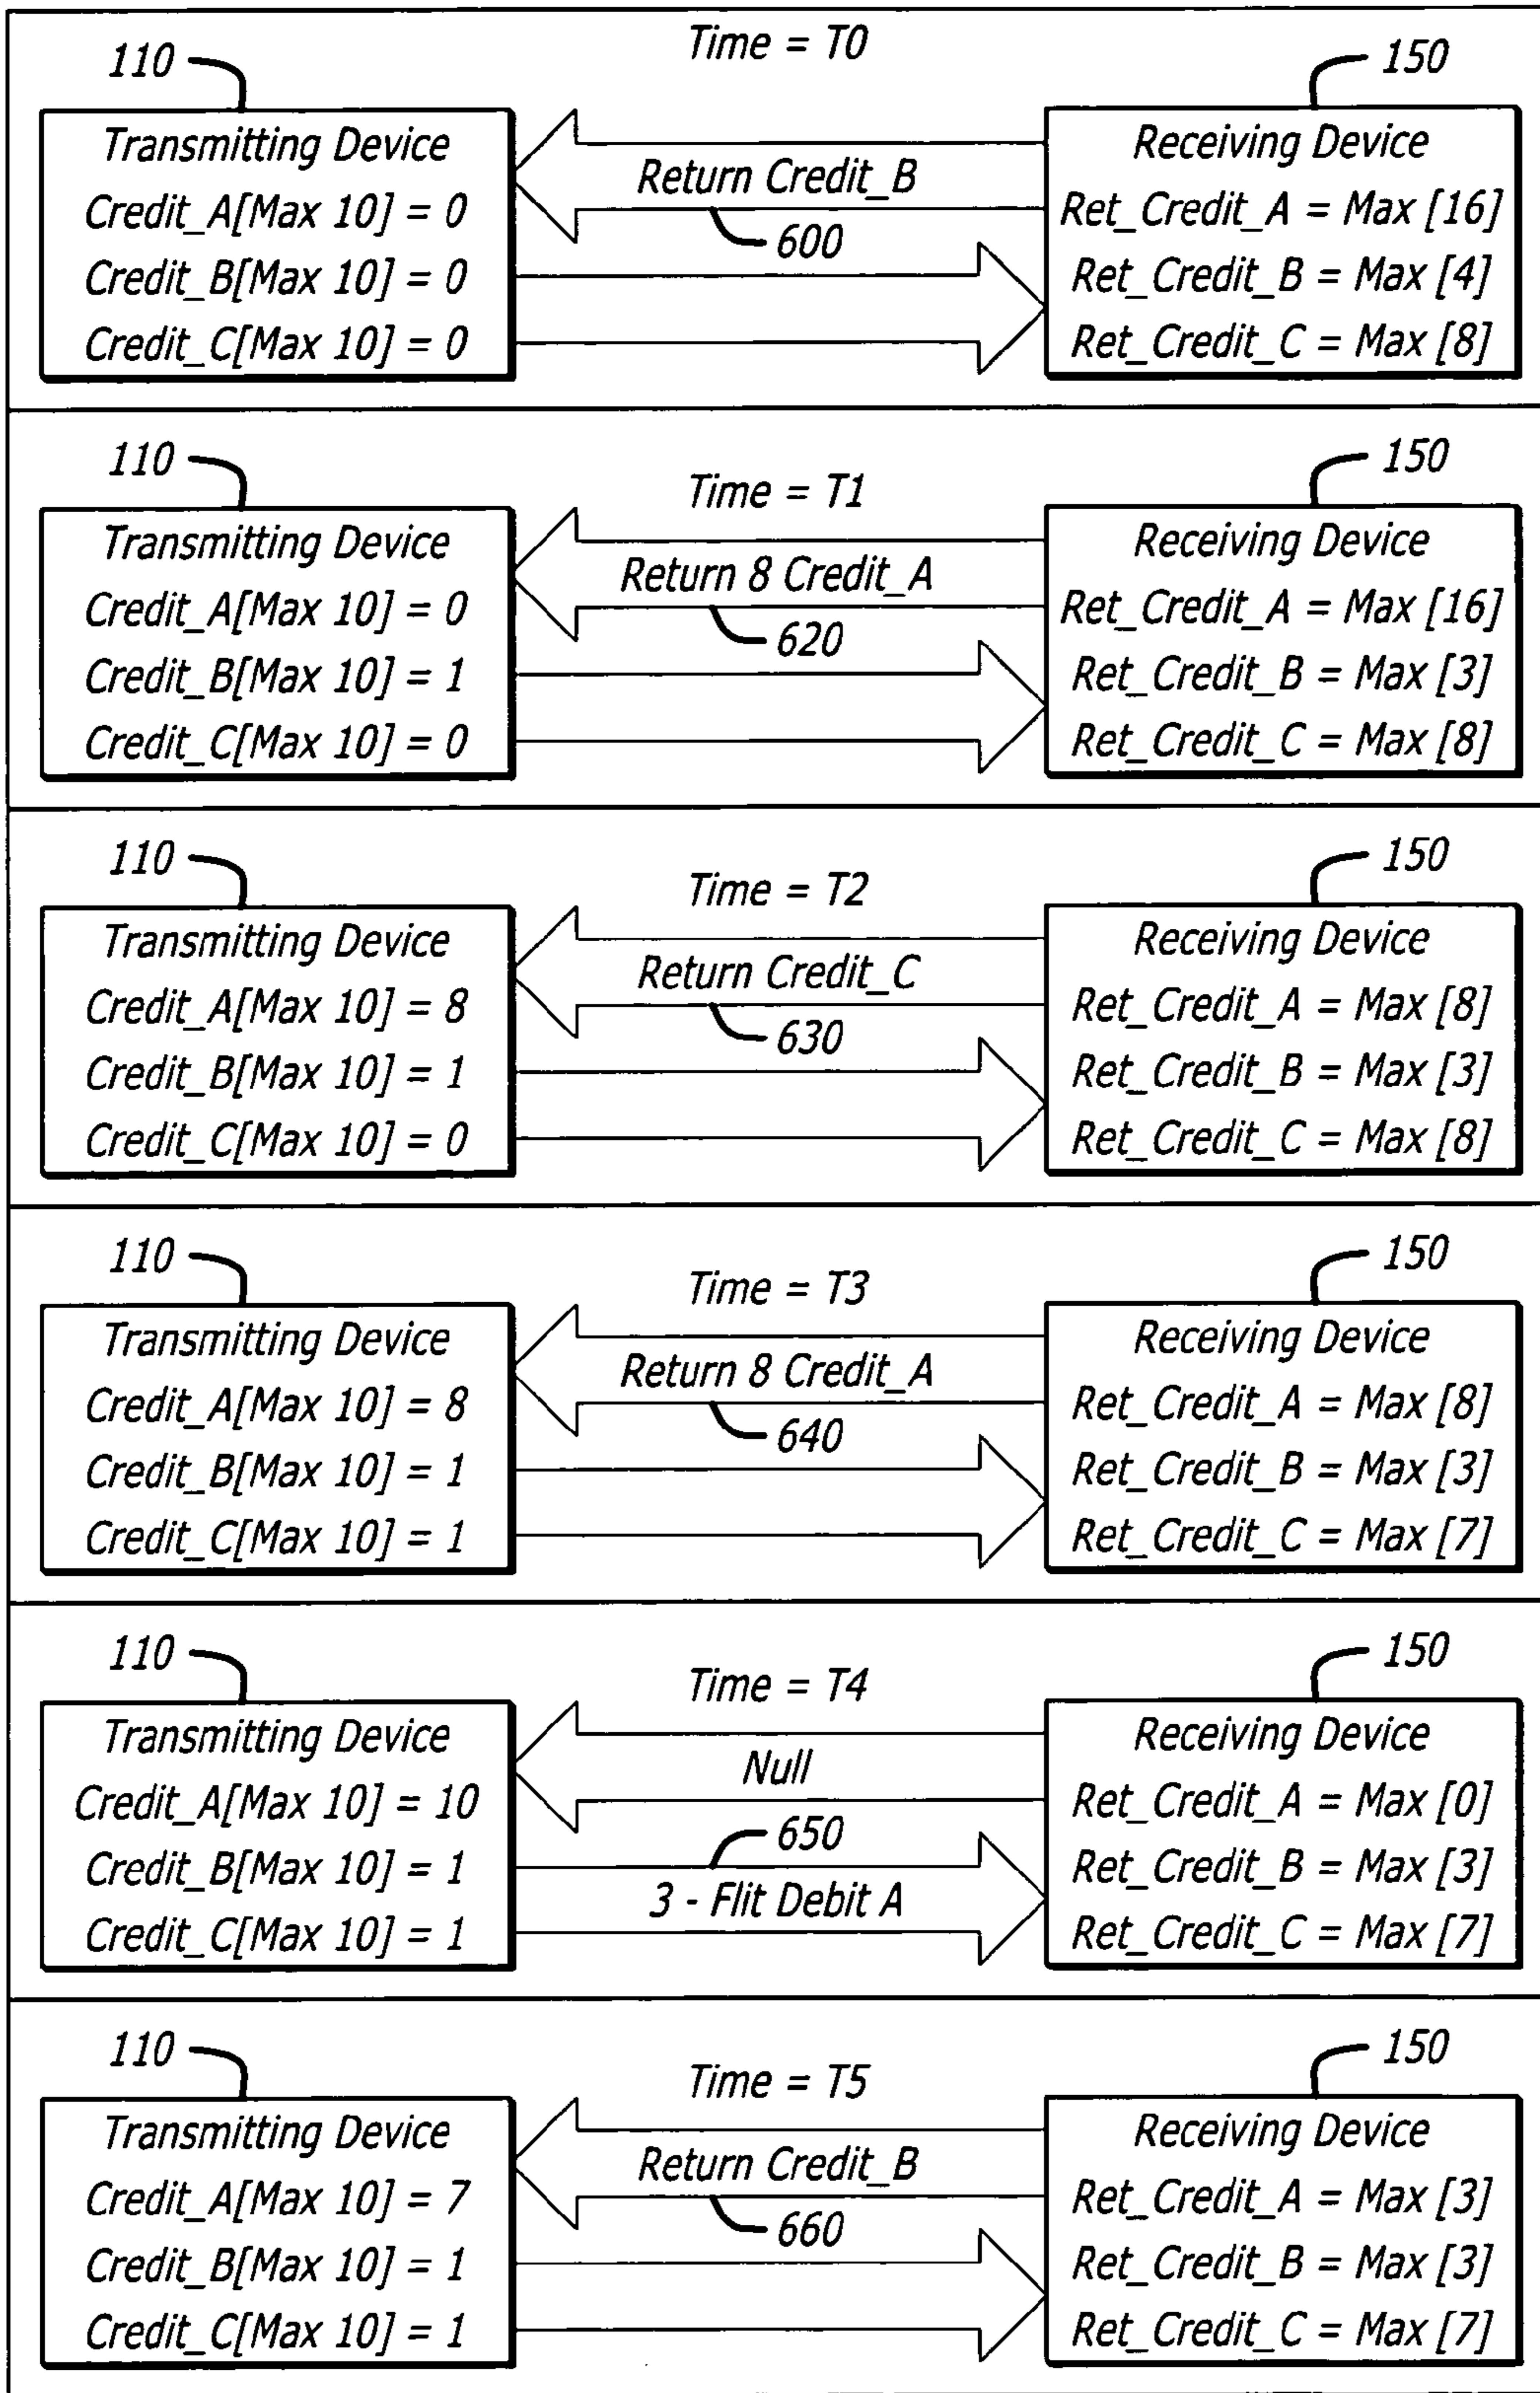 Time = T0
110
150
Transmitting Device
Credit_A[Max 10] = 0
Credit_B[Max 10] = 0
Credit_C[Max 10] = 0
Return Credit_B
600
Receiving Device
Ret_Credit_A = Max [16]
Ret_Credit_B = Max [4]
Ret_Credit_C = Max [8]
110
Time = T1
150
Transmitting Device
Credit_A[Max 10] = 0
Credit_B[Max 10] = 1
Credit_C[Max 10] = 0
Return 8 Credit_A
620
Receiving Device
Ret_Credit_A = Max [16]
Ret_Credit_B = Max [3]
Ret_Credit_C = Max [8]
110
Time = T2
150
Transmitting Device
Credit_A[Max 10] = 8
Credit_B[Max 10] = 1
Credit_C[Max 10] = 0
Return Credit_C
630
Receiving Device
Ret_Credit_A = Max [8]
Ret_Credit_B = Max [3]
Ret_Credit_C = Max [8]
110
Time = T3
150
Transmitting Device
Credit_A[Max 10] = 8
Credit_B[Max 10] = 1
Credit_C[Max 10] = 1
Return 8 Credit_A
640
Receiving Device
Ret_Credit_A = Max [8]
Ret_Credit_B = Max [3]
Ret_Credit_C = Max [7]
110
Time = T4
150
Transmitting Device
Credit_A[Max 10] = 10
Credit_B[Max 10] = 1
Credit_C[Max 10] = 1
Null
650
3 - Flit Debit A
Receiving Device
Ret_Credit_A = Max [0]
Ret_Credit_B = Max [3]
Ret_Credit_C = Max [7]
110
Time = T5
150
Transmitting Device
Credit_A[Max 10] = 7
Credit_B[Max 10] = 1
Credit_C[Max 10] = 1
Return Credit_B
660
Receiving Device
Ret_Credit_A = Max [3]
Ret_Credit_B = Max [3]
Ret_Credit_C = Max [7]